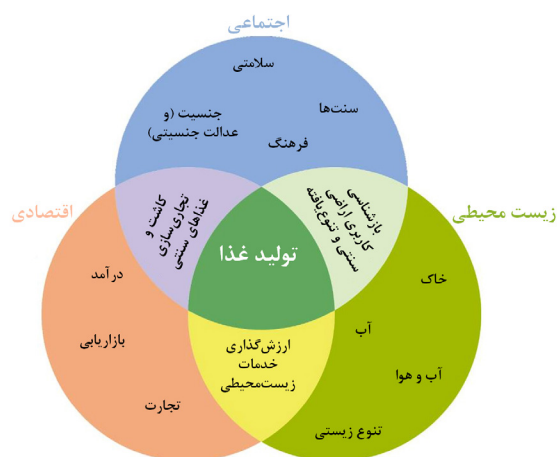 اجتماعی
سلامتی
سنت‌ها
جنسیت (و
عدالت جنسیتی)
فرهنگ
اقتصادی
زیست محیطی
کاشت و
تجاری‌سازی
غذاهای سنتی
بازشناسی
کاربری اراضی
سنتی و تنوع‌یافته
تولید غذا
درآمد
خاک
بازاریابی
آب
ارزش‌گذاری
خدمات
زیست‌محیطی
آب و هوا
تجارت
تنوع زیستی